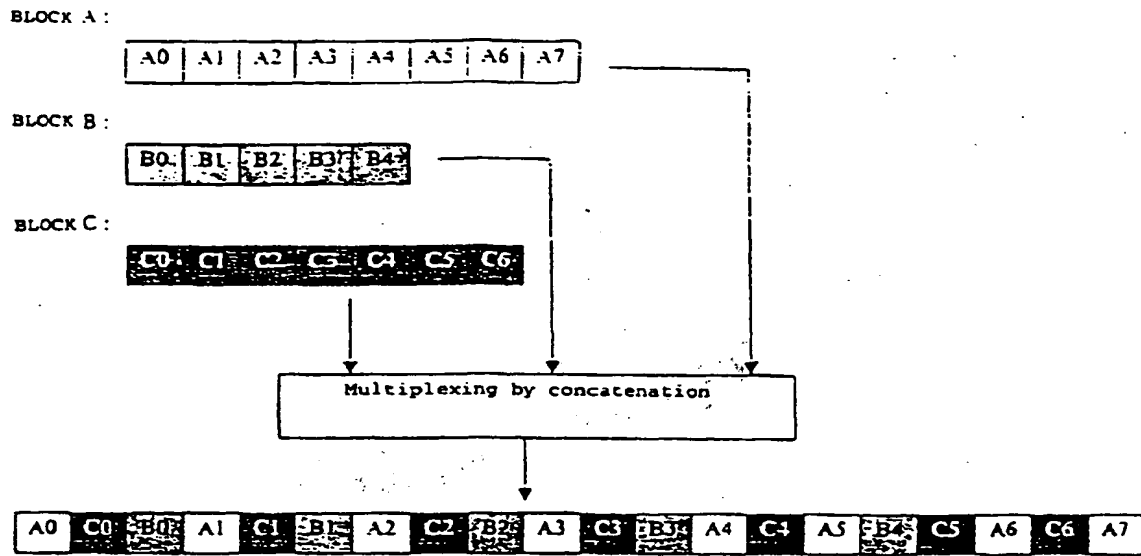 BLOCK A :
A0 A1 A2 A3 A4 A5 A6 A7
BLOCK B :
B0 B1 B2 B3 B4
BLOCK C :
C0 C1 C2 C3 C4 C5 C6
Multiplexing by concatenation
A0 C0 B0 A1 C1 B1 A2 C2 B2 A3 C3 B3 A4 C4 A5 B4 C5 A6 C6 A7